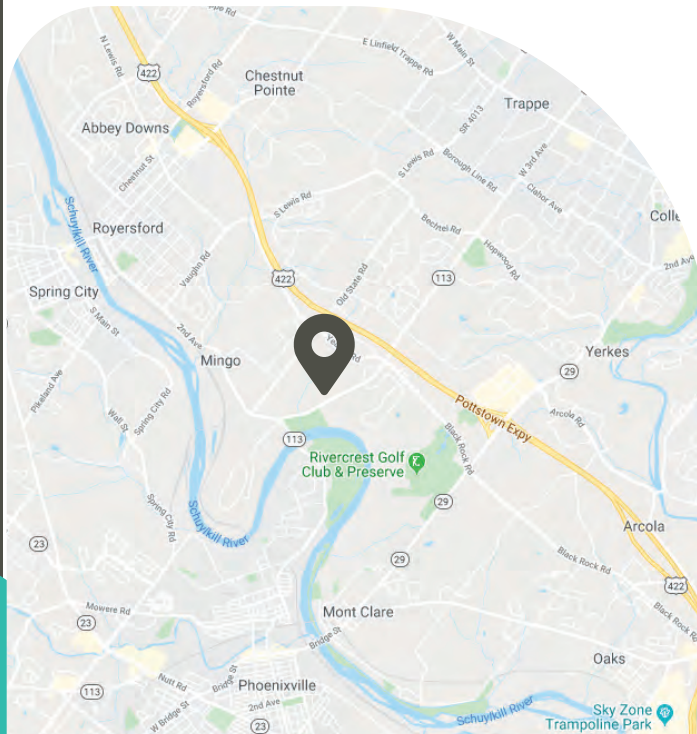 N Lewis Rd
422
Royersford Rd
E Linfield Trappe Rd
W Main St
Chestnut
Pointe
Trappe
SR 4013
Abbey Downs
Chestnut St
S Lewis Rd
Borough Line Rd
W 3rd Ave
Clahor Ave
Schuylkill River
S Lewis Rd
Royersford
Bechtel Rd
Hopwood Rd
Colle
2nd Ave
Vaughn Rd
422
Old State Rd
113
Spring City
S Main St
2nd Ave
Mingo
Yerkes
29
Pikeland Ave
Wall St
Spring City Rd
Pottstown Expy
Arcola Rd
113
Black Rock Rd
Rivercrest Golf
Club & Preserve
Schuylkill River
Spring City Rd
29
Arcola
23
29
Black Rock Rd
422
Mowere Rd
23
Mont Clare
Black Rock R
Bridge St
Oaks
Nutt Rd
Bridge St
113
Phoenixville
2nd Ave
W Bridge St
23
Schuylkill River
Sky Zone
Trampoline Park